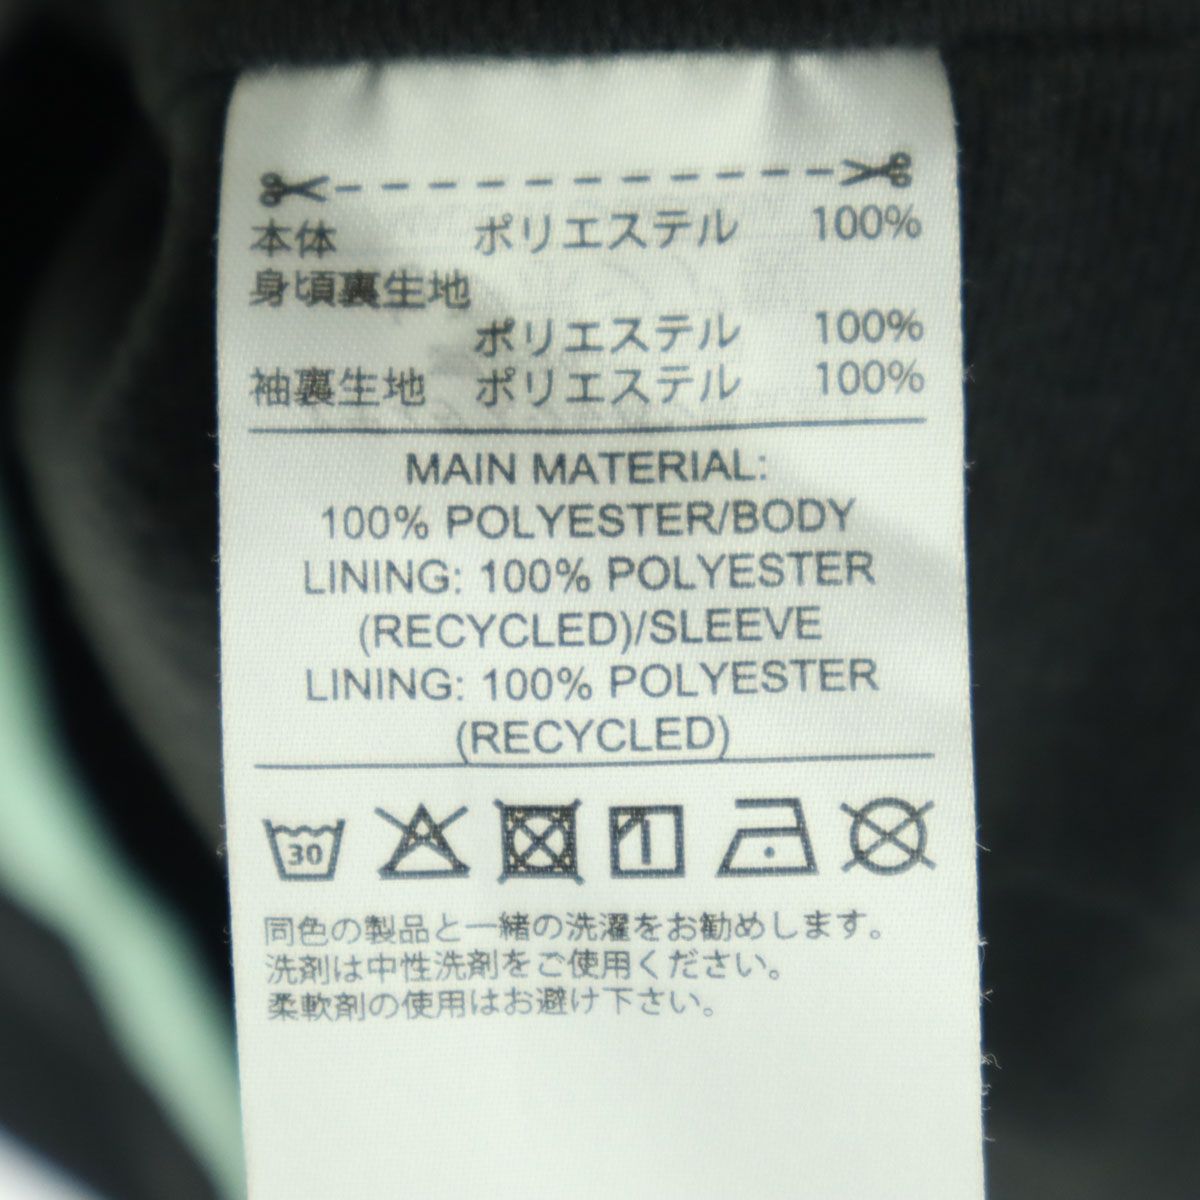 本体 ポリエステル 100%
身頃裏生地
ポリエステル 100%
袖裏生地 ポリエステル 100%
MAIN MATERIAL:
100% POLYESTER/BODY
LINING: 100% POLYESTER
(RECYCLED)/SLEEVE
LINING: 100% POLYESTER
(RECYCLED)
30
同色の製品と一緒の洗濯をお勧めします。
洗剤は中性洗剤をご使用ください。
柔軟剤の使用はお避け下さい。